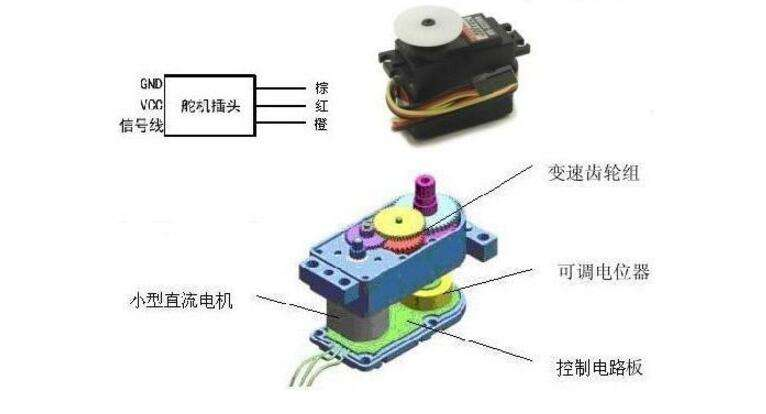 GND
VCC
信号线
舵机插头
棕
红
橙
变速齿轮组
可调电位器
小型直流电机
控制电路板